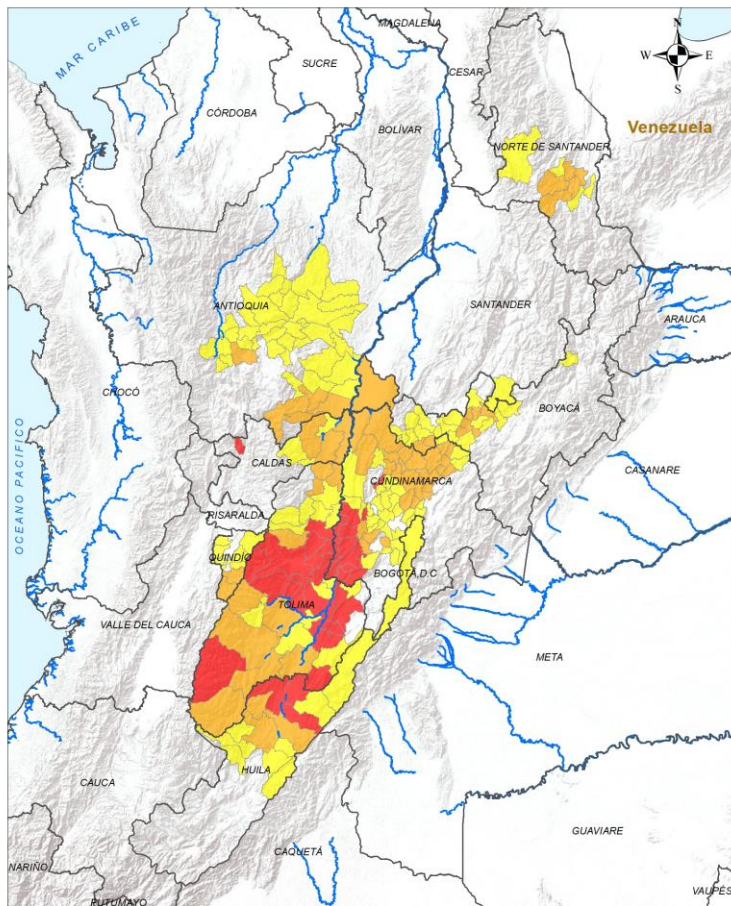 MAGDALENA
N
MAR CARIBE
SUCRE
CESAR
W
E
S
CÓRDOBA
BOLÍVAR
Venezuela
NORTE DE SANTANDER
ANTIOQUIA
SANTANDER
ARAUCA
CHOCÓ
BOYACÁ
CALDAS
CASANARE
CUNDINAMARCA
OCEANO PACIFICO
RISARALDA
QUINDÍO
BOGOTÁ, D.C
TOLIMA
VALLE DEL CAUCA
META
HUILA
CAUCA
GUAVIARE
CAQUETÁ
NARIÑO
VAUPÉS
PUTUMAYO